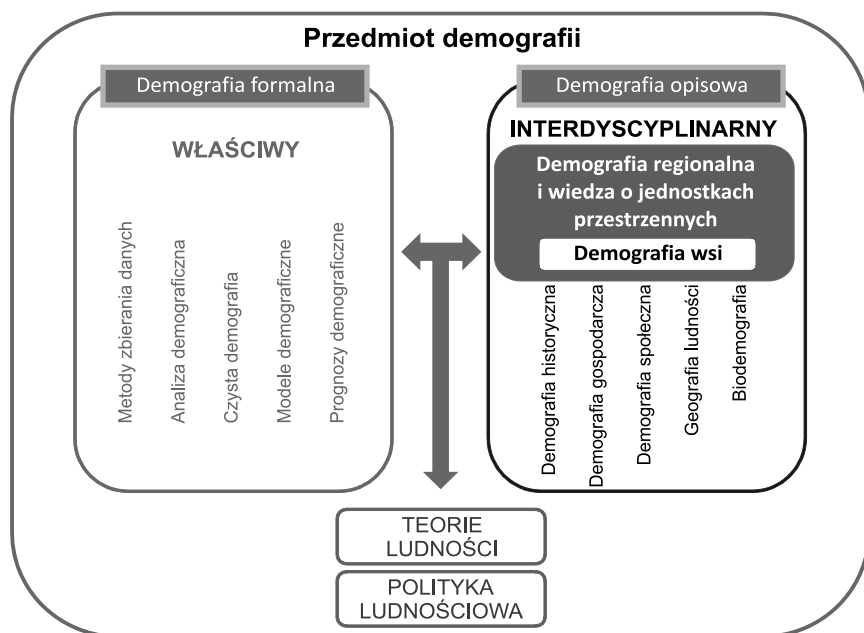 Przedmiot demografii
Demografia formalna
WŁAŚCIWY
Metody zbierania danych
Analiza demograficzna
Czysta demografia
Modele demograficzne
Prognozy demograficzne
Demografia opisowa
INTERDYSCYPLINARNY
Demografia regionalna
i wiedza o jednostkach
przestrzennych
Demografia wsi
Demografia historyczna
Demografia gospodarcza
Demografia społeczna
Geografia ludności
Biodemografia
TEORIE
LUDNOŚCI
POLITYKA
LUDNOŚCIOWA